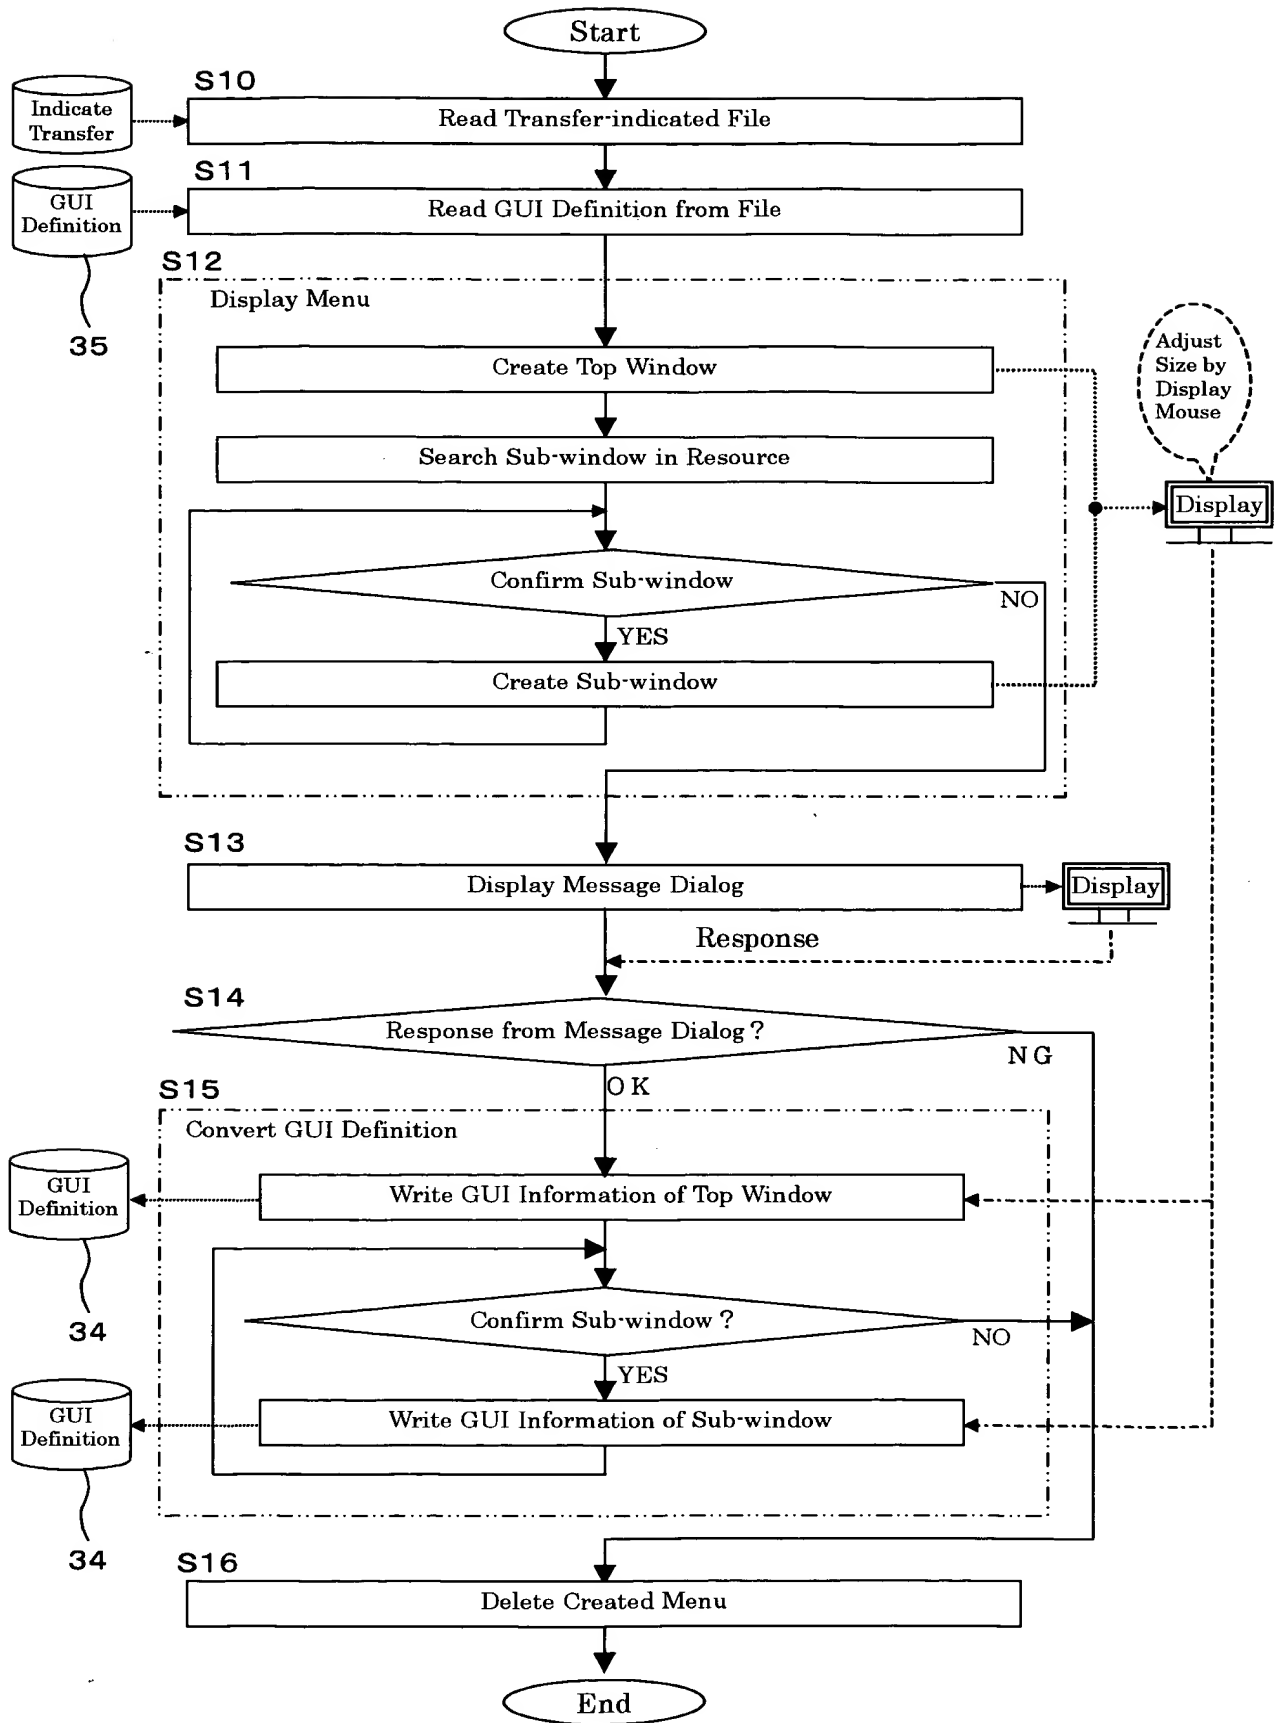 Start
S10
Indicate
Transfer
Read Transfer-indicated File
S11
GUI
Definition
Read GUI Definition from File
35
S12
Display Menu
Create Top Window
Adjust
Size by
Display
Mouse
Search Sub-window in Resource
Display
Confirm Sub-window
NO
YES
Create Sub-window
S13
Display Message Dialog
Display
Response
S14
Response from Message Dialog ?
NG
OK
S15
Convert GUI Definition
GUI
Definition
Write GUI Information of Top Window
34
Confirm Sub-window ?
NO
YES
GUI
Definition
Write GUI Information of Sub-window
34
S16
Delete Created Menu
End